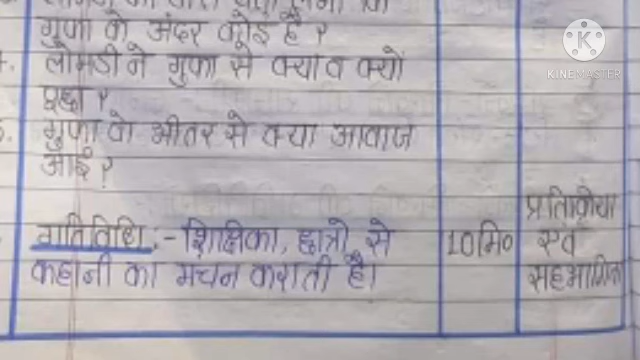 गुफा के अंदर कोई है ?
लोमड़ी ने गुफा से क्या व क्यों
पूछा ?
गुफा के भीतर से क्या आवाज
आई ?
गतिविधि :- शिक्षिका, छात्रों से
कहानी का मंचन कराती है।
10 मि०
प्रतिक्रिया
एवं
सहभागिता
KINEMASTER